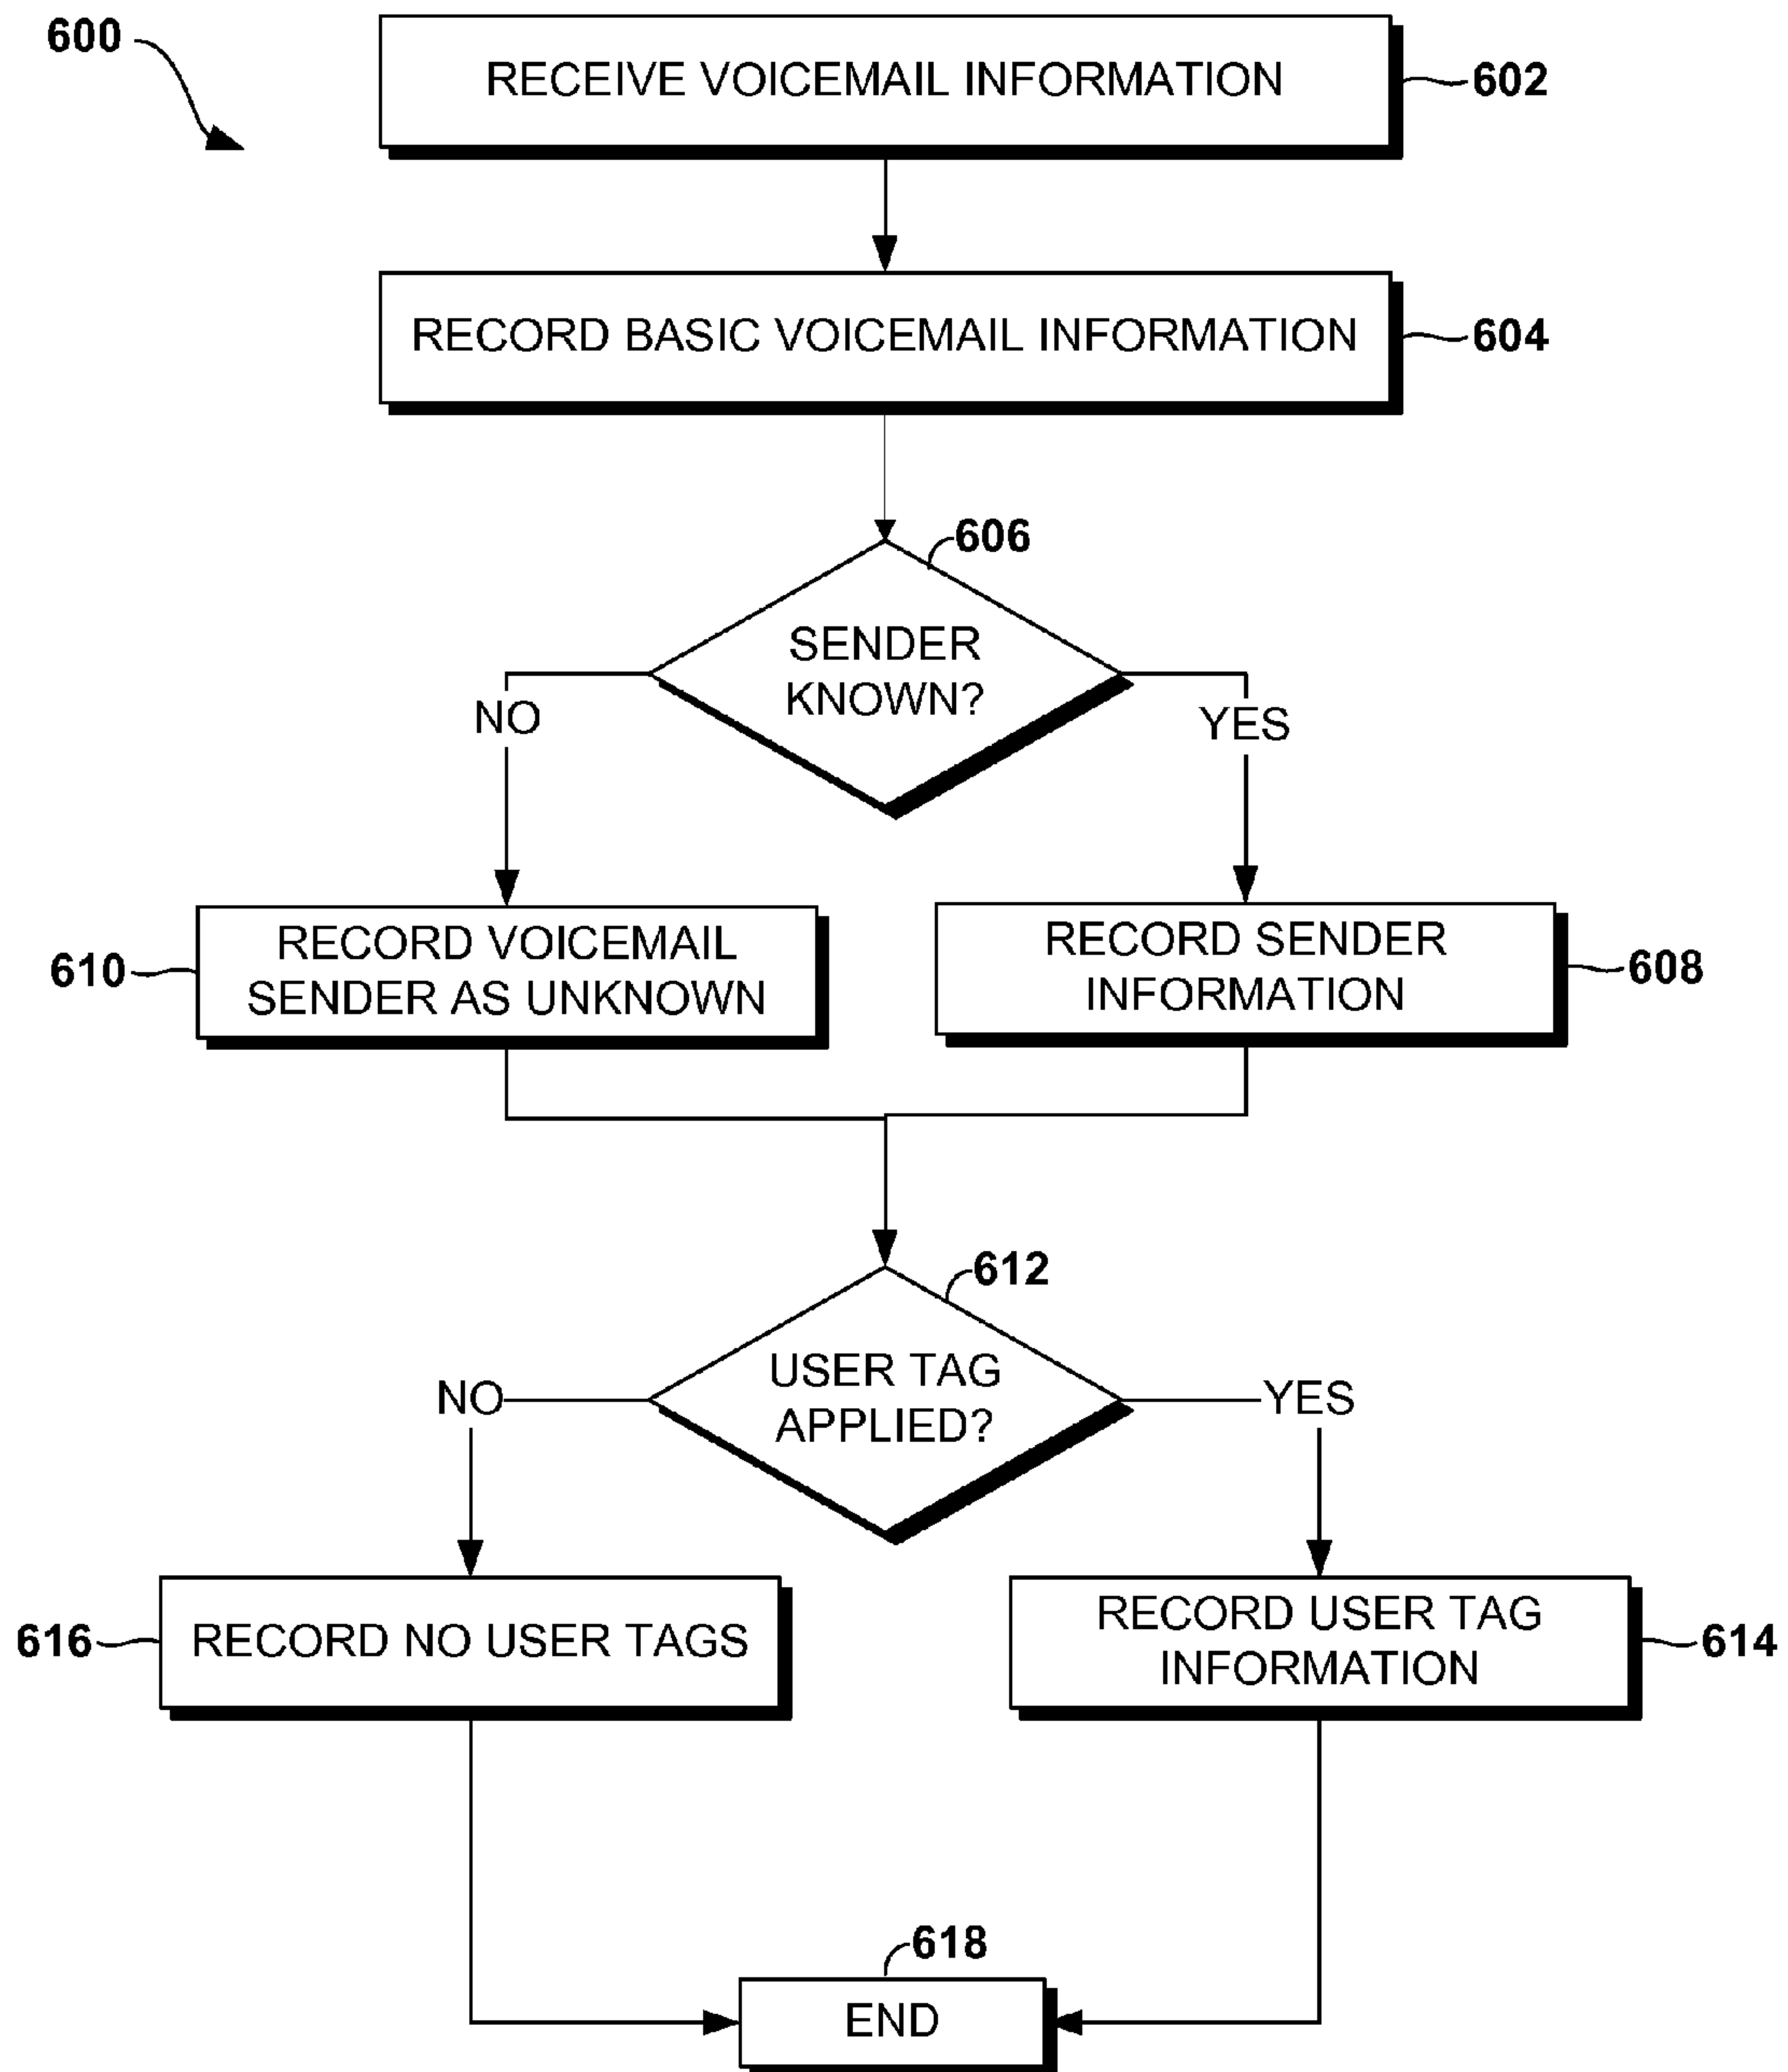 600
RECEIVE VOICEMAIL INFORMATION
602
RECORD BASIC VOICEMAIL INFORMATION
604
606
SENDER
KNOWN?
NO
YES
RECORD VOICEMAIL
SENDER AS UNKNOWN
610
RECORD SENDER
INFORMATION
608
612
USER TAG
APPLIED?
NO
YES
616
RECORD NO USER TAGS
RECORD USER TAG
INFORMATION
614
618
END